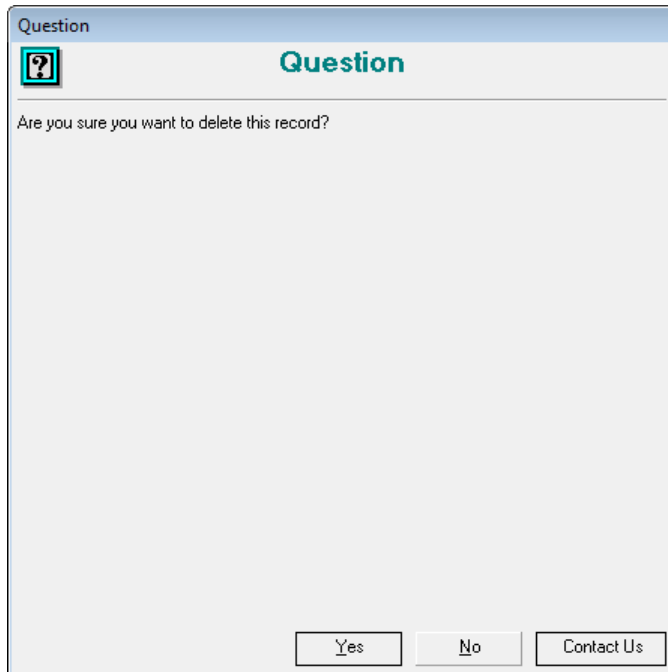 Question
Question
Are you sure you want to delete this record?
Yes No Contact Us